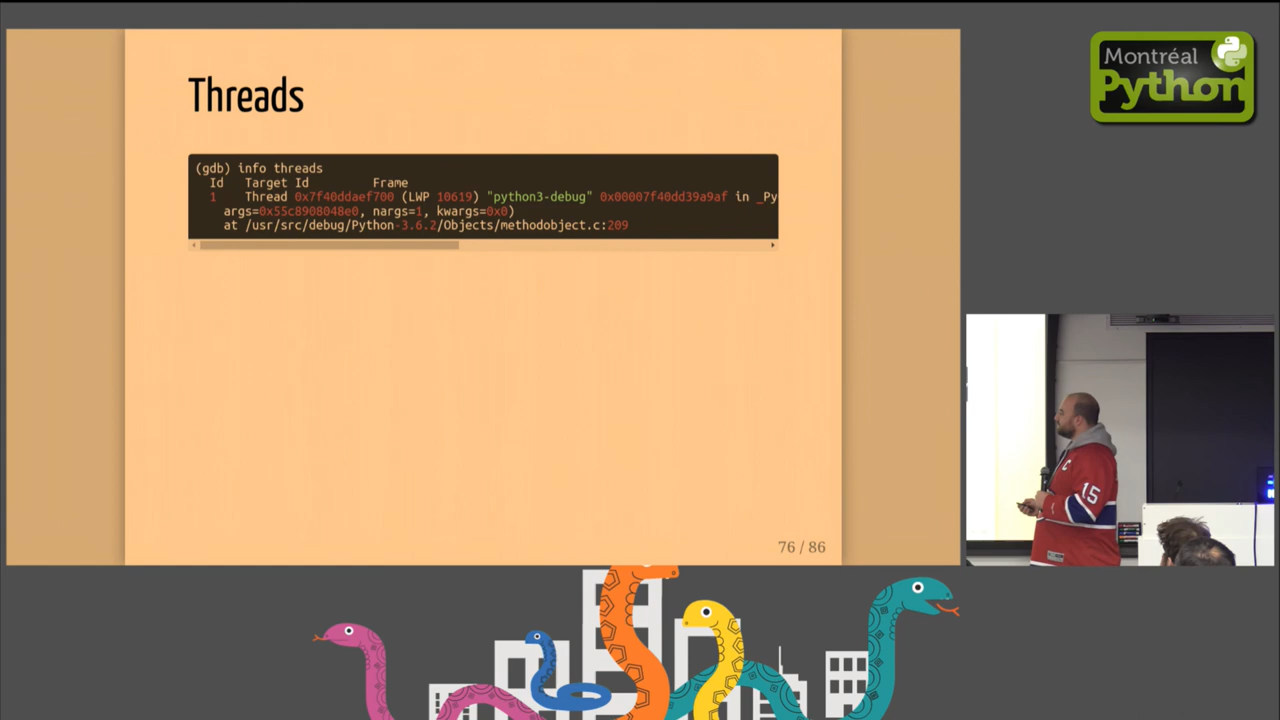 Threads
(gdb) info threads
Id Target Id Frame
1 Thread 0x7f40ddaef700 (LWP 10619) "python3-debug" 0x00007f40dd39a9af in _Py
args=0x55c8908048e0, nargs=1, kwargs=0x0)
at /usr/src/debug/Python-3.6.2/Objects/methodobject.c:209
76 / 86
Montréal
Python
C
15